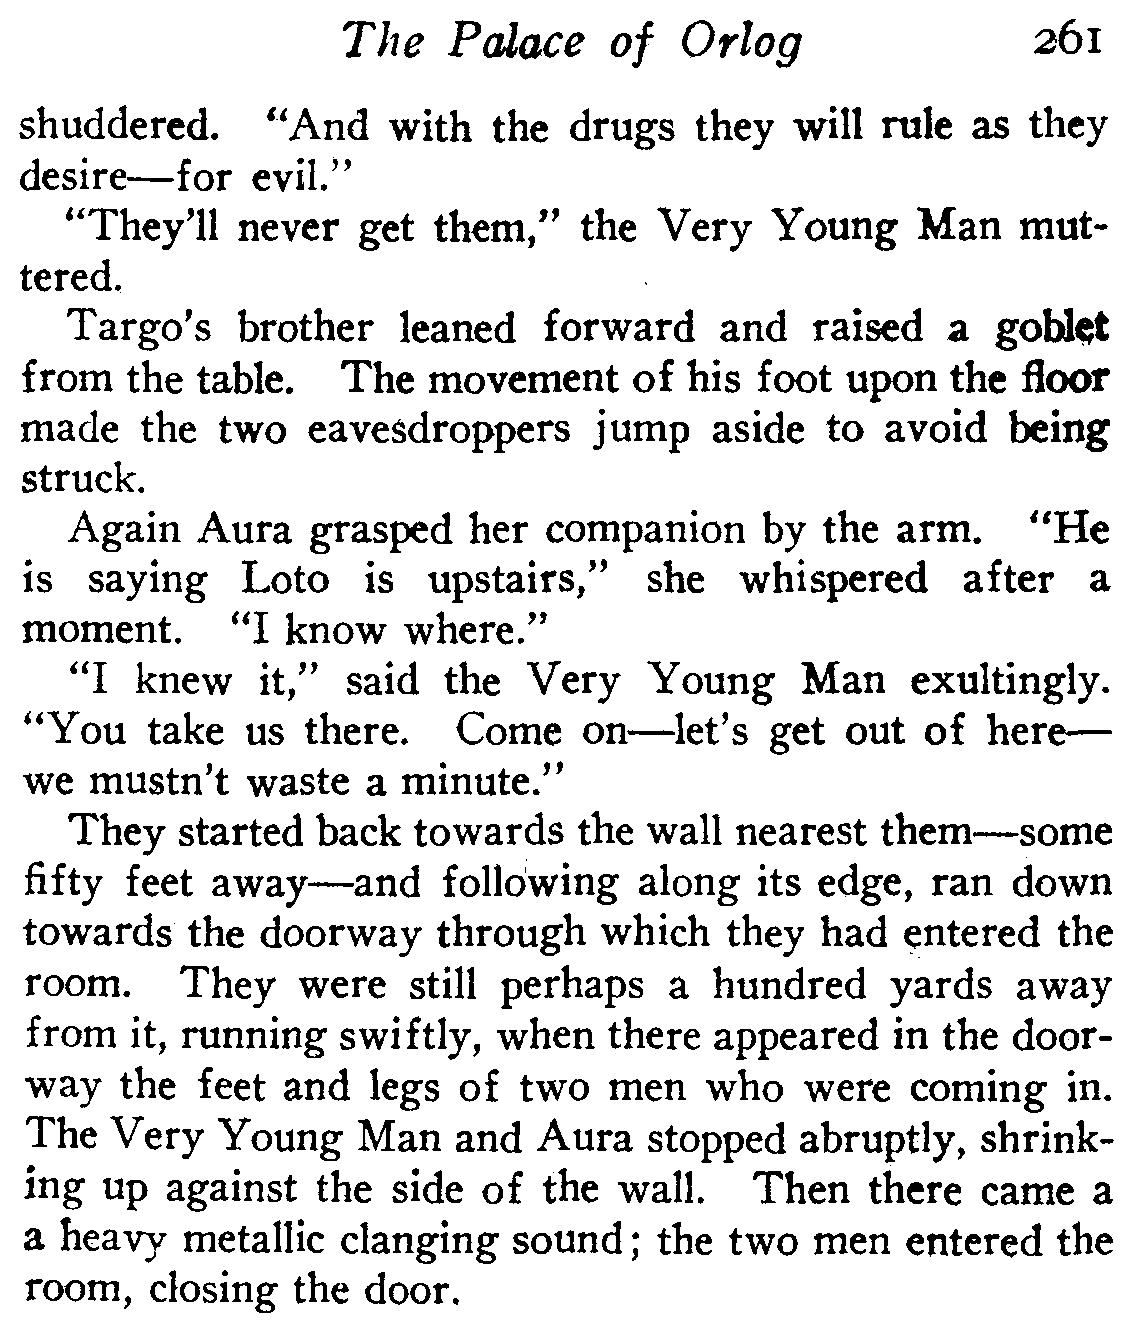 The Palace of Orlog 261
shuddered. "And with the drugs they will rule as they
desire—for evil."
"They'll never get them," the Very Young Man mut-
tered.
Targo's brother leaned forward and raised a goblet
from the table. The movement of his foot upon the floor
made the two eavesdroppers jump aside to avoid being
struck.
Again Aura grasped her companion by the arm. "He
is saying Loto is upstairs," she whispered after a
moment. "I know where."
"I knew it," said the Very Young Man exultingly.
"You take us there. Come on—let's get out of here—
we mustn't waste a minute."
They started back towards the wall nearest them—some
fifty feet away—and following along its edge, ran down
towards the doorway through which they had entered the
room. They were still perhaps a hundred yards away
from it, running swiftly, when there appeared in the door-
way the feet and legs of two men who were coming in.
The Very Young Man and Aura stopped abruptly, shrink-
ing up against the side of the wall. Then there came a
a heavy metallic clanging sound; the two men entered the
room, closing the door.